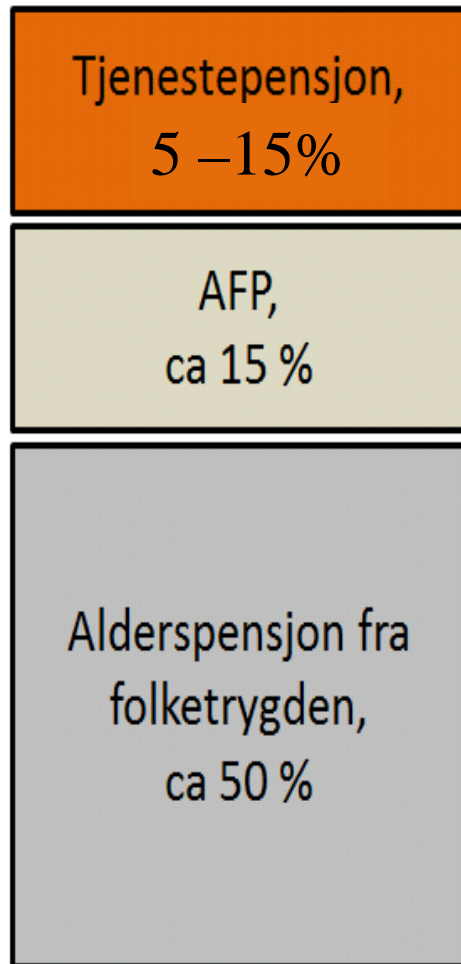 Tjenestepensjon,
5 –15%
AFP,
ca 15 %
Alderspensjon fra
folketrygden,
ca 50 %